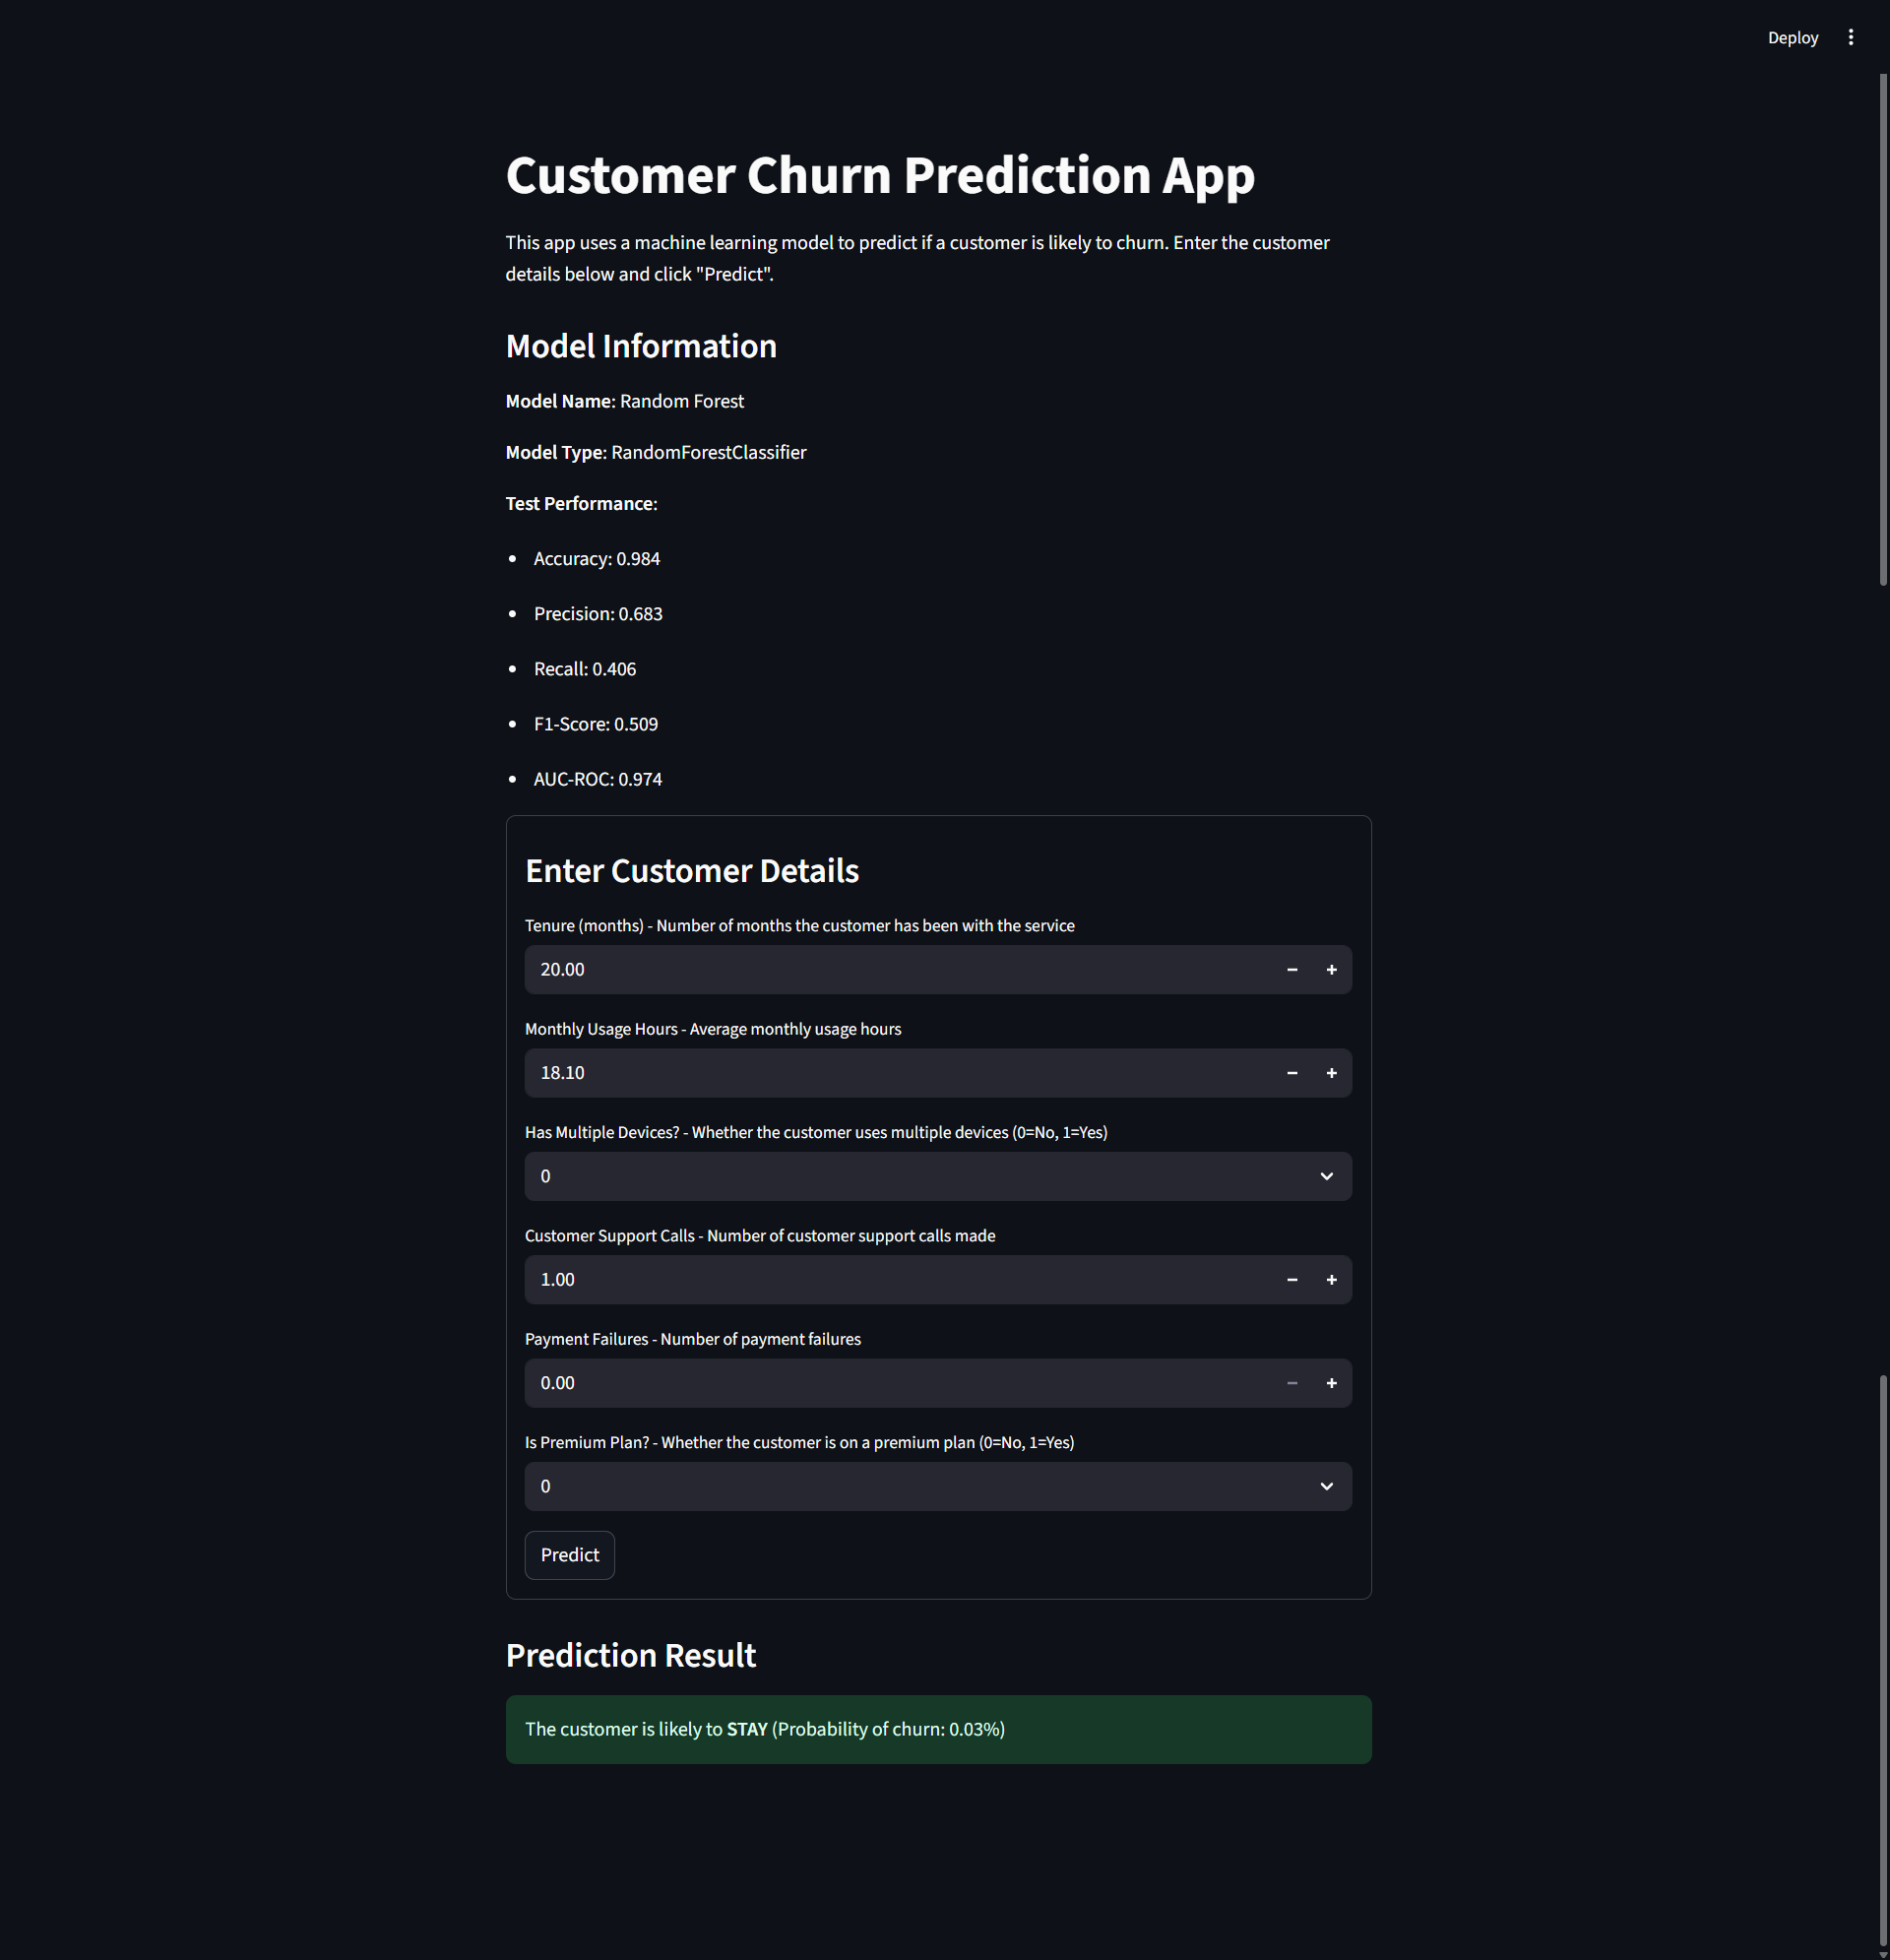 Deploy
Customer Churn Prediction App
This app uses a machine learning model to predict if a customer is likely to churn. Enter the customer
details below and click "Predict".
Model Information
Model Name: Random Forest
Model Type: RandomForestClassifier
Test Performance:
Accuracy: 0.984
Precision: 0.683
Recall: 0.406
F1-Score: 0.509
AUC-ROC: 0.974
Enter Customer Details
Tenure (months) - Number of months the customer has been with the service
20.00
Monthly Usage Hours - Average monthly usage hours
18.10
Has Multiple Devices? - Whether the customer uses multiple devices (0=No, 1=Yes)
0
Customer Support Calls - Number of customer support calls made
1.00
Payment Failures - Number of payment failures
0.00
Is Premium Plan? - Whether the customer is on a premium plan (0=No, 1=Yes)
0
Predict
Prediction Result
The customer is likely to STAY (Probability of churn: 0.03%)